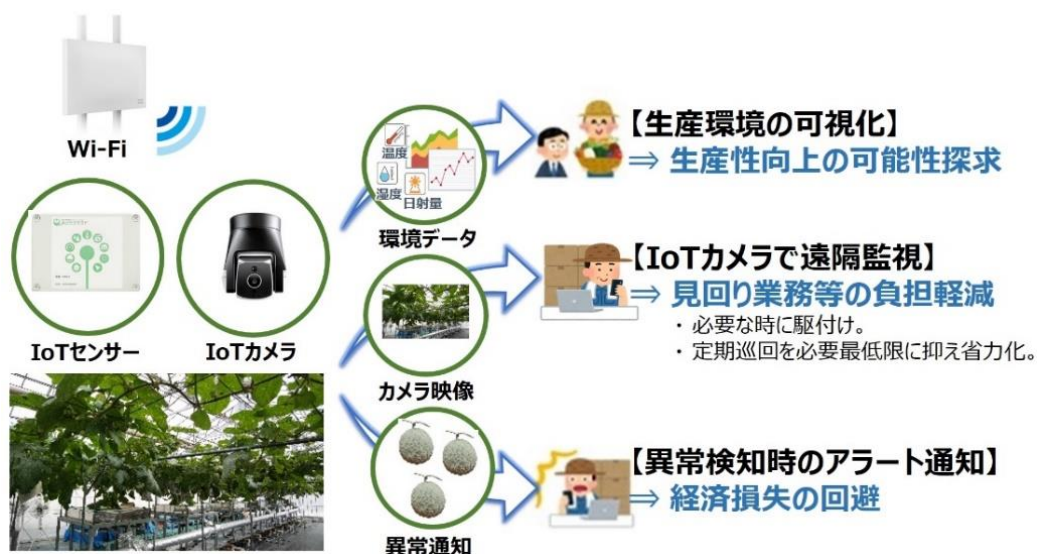 Wi-Fi
IoTセンサー
IoTカメラ
温度
湿度
日射量
環境データ
カメラ映像
異常通知
【生産環境の可視化】
⇒ 生産性向上の可能性探求
【IoTカメラで遠隔監視】
⇒ 見回り業務等の負担軽減
・ 必要な時に駆付け。
・ 定期巡回を必要最低限に抑え省力化。
【異常検知時のアラート通知】
⇒ 経済損失の回避